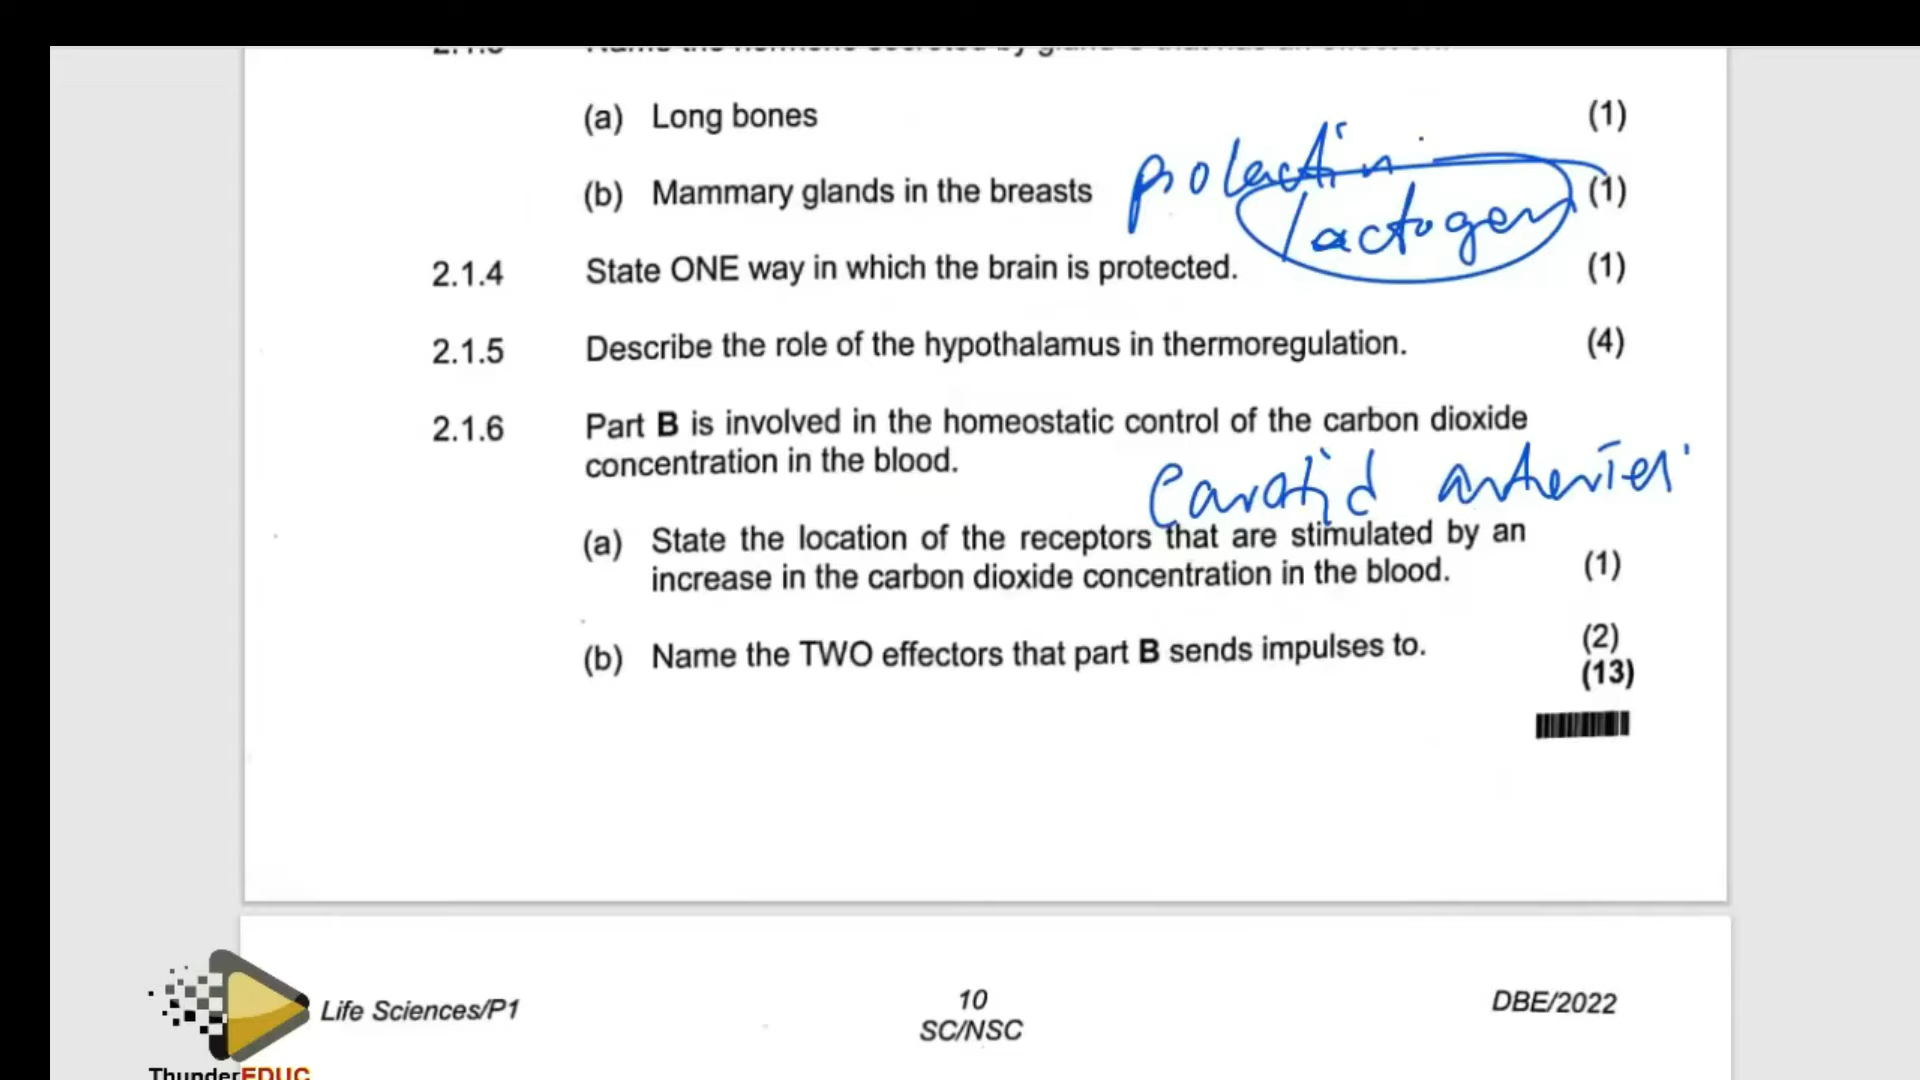 (a) Long bones (1)
prolactin
(b) Mammary glands in the breasts (1)
lactogen
2.1.4 State ONE way in which the brain is protected. (1)
2.1.5 Describe the role of the hypothalamus in thermoregulation. (4)
2.1.6 Part B is involved in the homeostatic control of the carbon dioxide
concentration in the blood.
Carotid
(a) State the location of the receptors that are stimulated by an
increase in the carbon dioxide concentration in the blood. (1)
(b) Name the TWO effectors that part B sends impulses to. (2)
(13)
Life Sciences/P1 10 DBE/2022
SC/NSC
ThunderEDUC